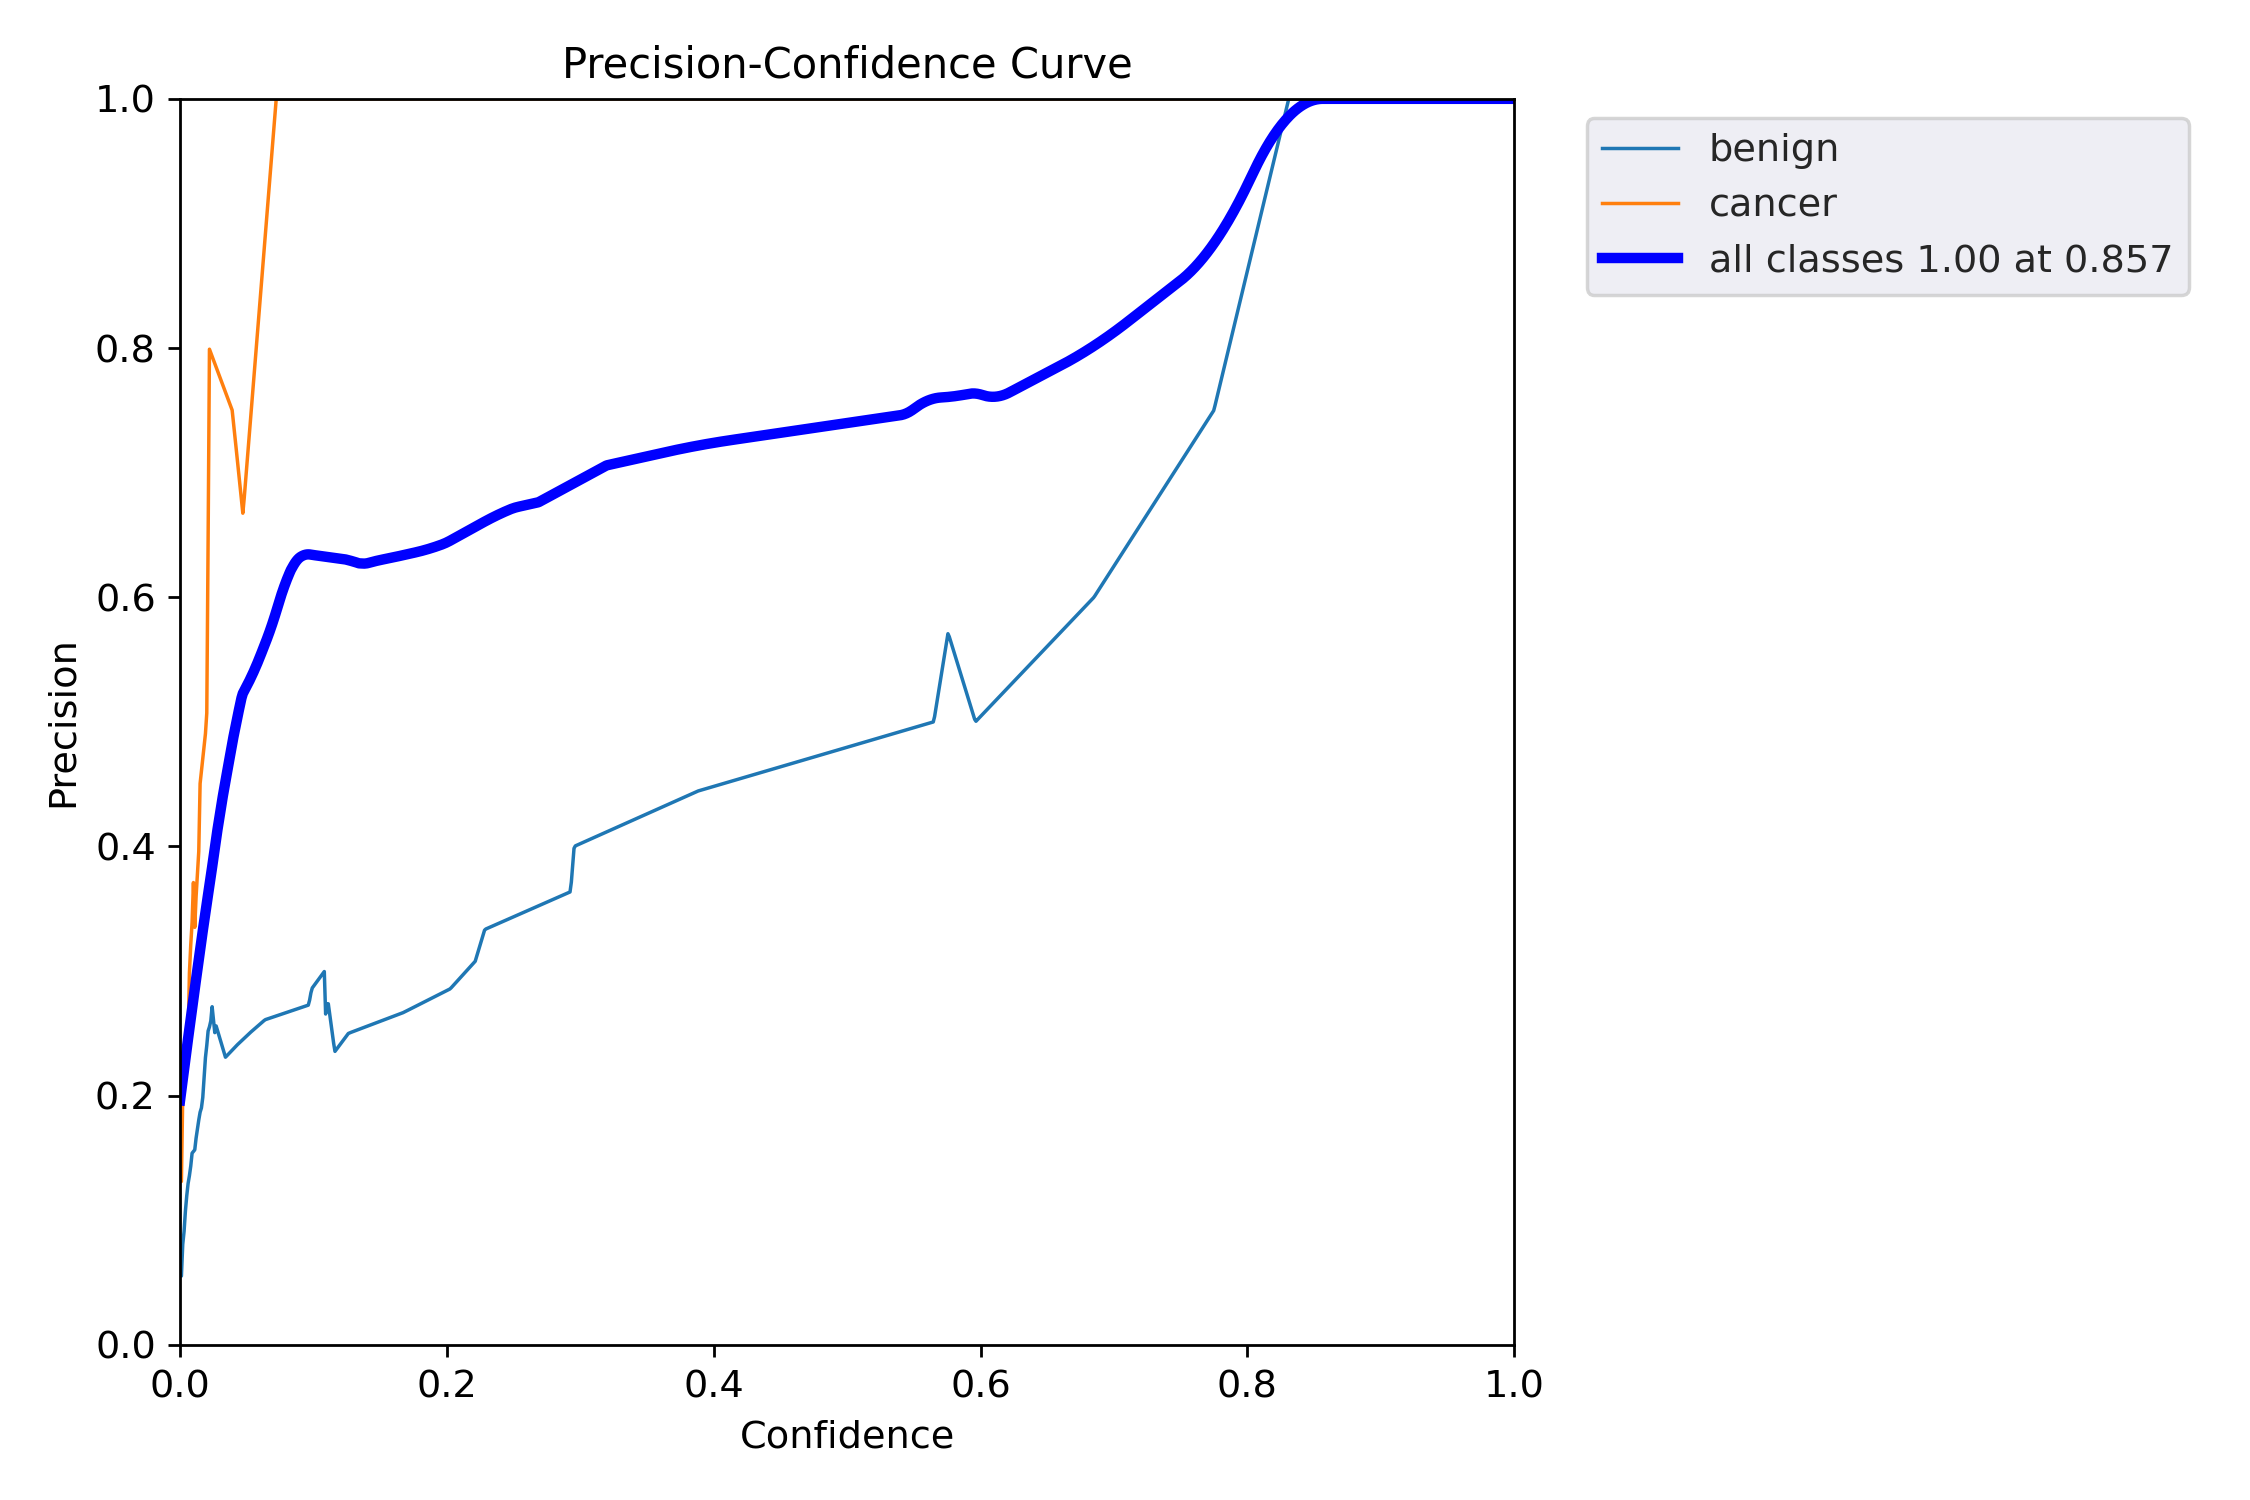 Precision-Confidence Curve
1.0
0.8
0.6
0.4
0.2
0.0
Precision
0.0 0.2 0.4 0.6 0.8 1.0
Confidence
benign
cancer
all classes 1.00 at 0.857